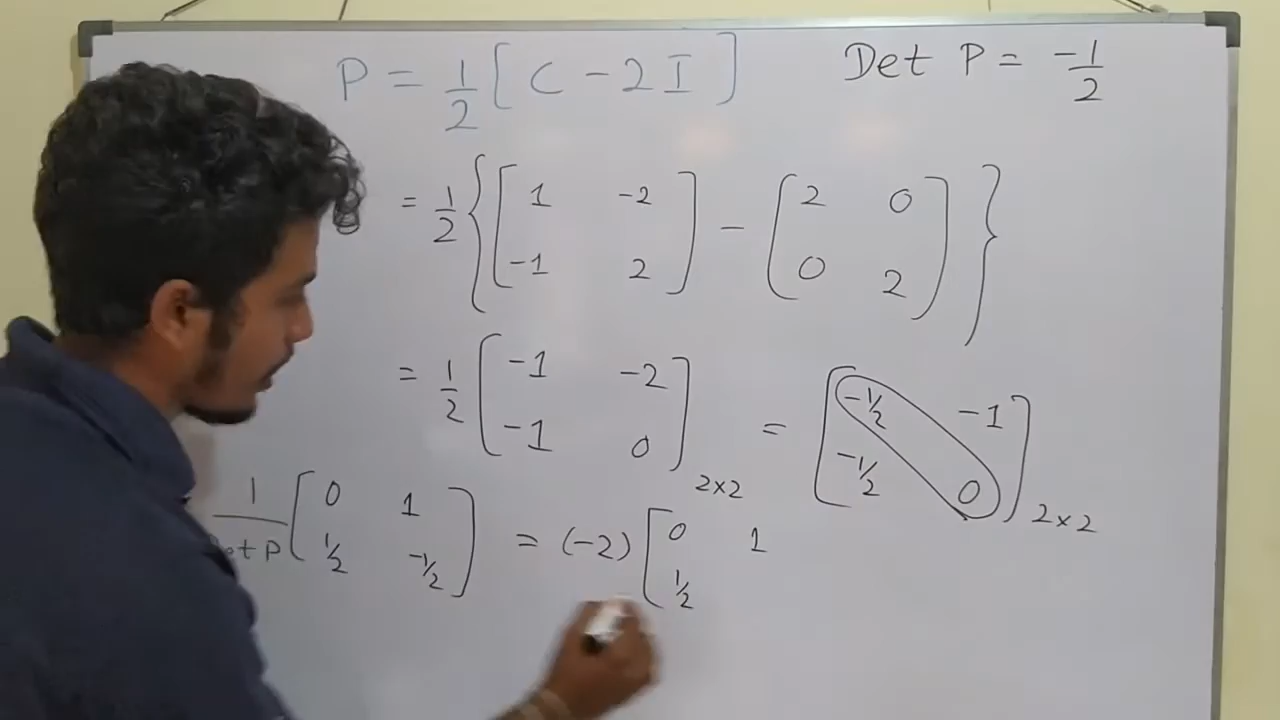 P = 1/2 [ C - 2I ] Det P = -1/2
= 1/2 { [ 1 -2 -1 2 ] - [ 2 0 0 2 ] }
= 1/2 [ -1 -2 -1 0 ] 2×2 = [ -1/2 -1 -1/2 0 ] 2×2
1/Det P [ 0 1 1/2 -1/2 ] = (-2) [ 0 1 1/2